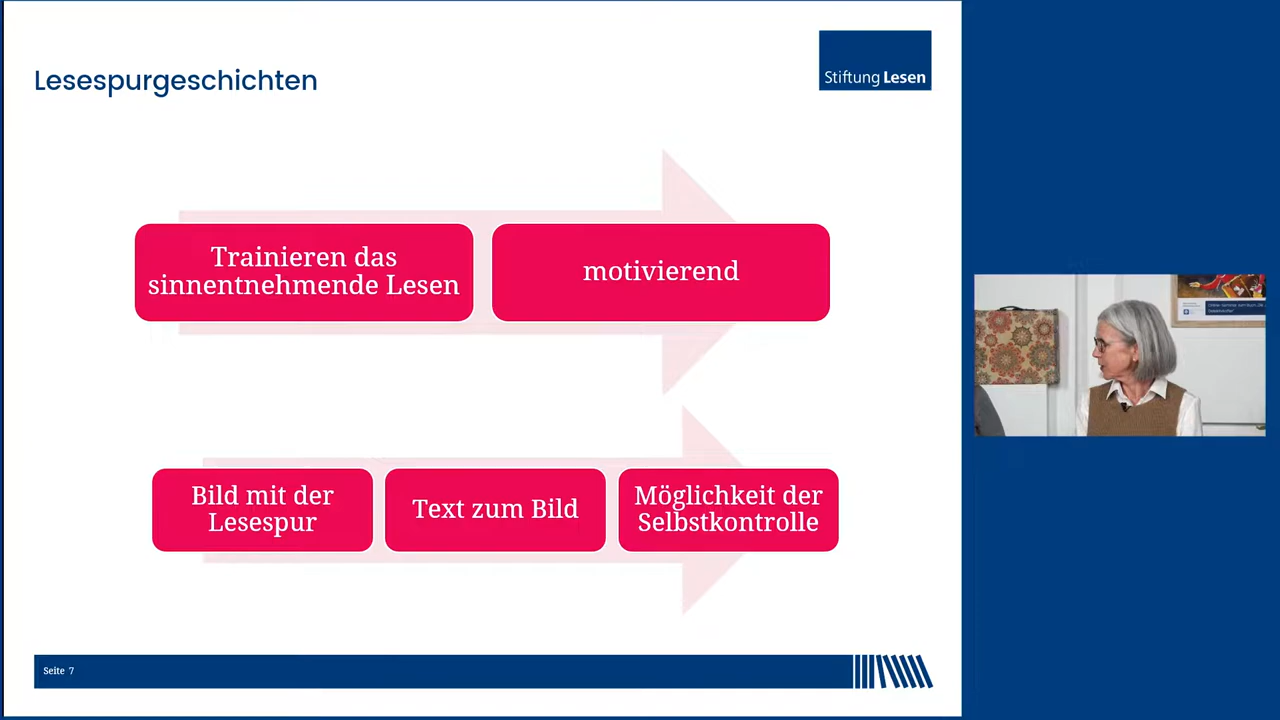 Lesespurgeschichten
Stiftung Lesen
Trainieren das
sinnentnehmende Lesen
motivierend
Bild mit der
Lesespur
Text zum Bild
Möglichkeit der
Selbstkontrolle
Seite 7